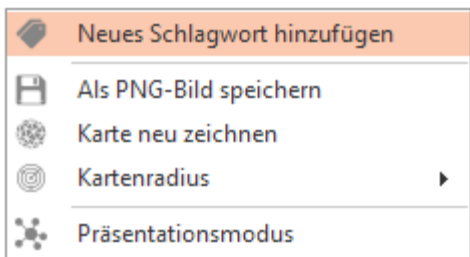 Neues Schlagwort hinzufügen
Als PNG-Bild speichern
Karte neu zeichnen
Kartenradius
Präsentationsmodus